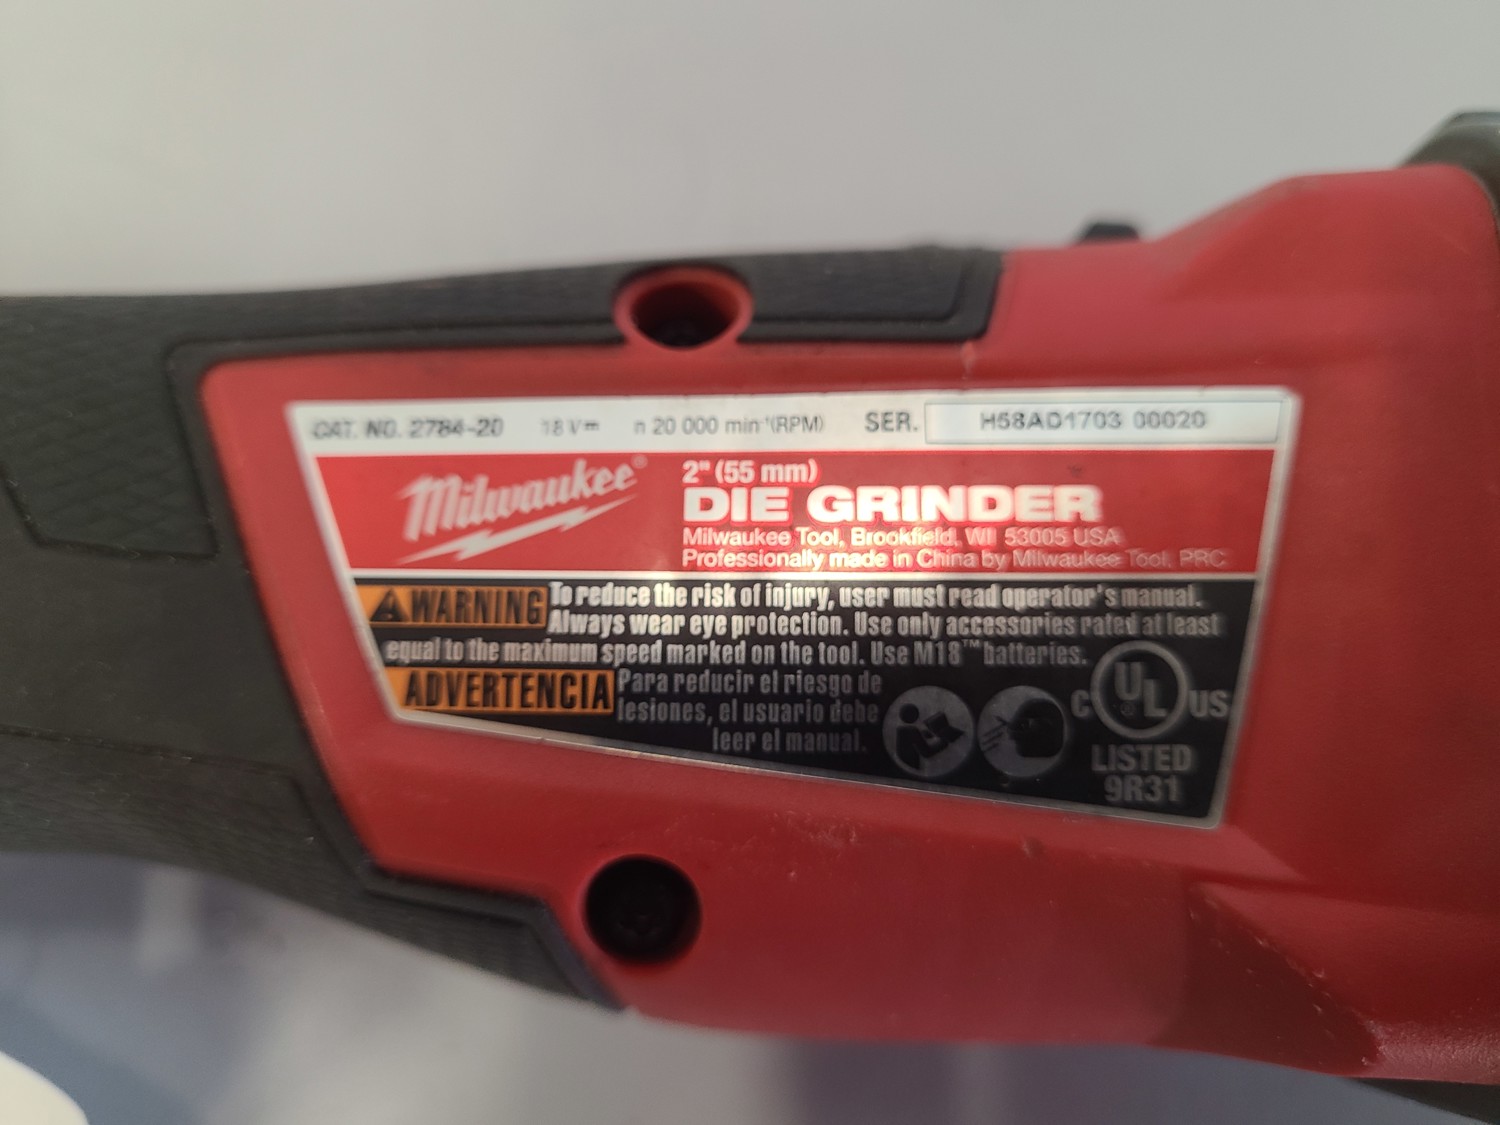 CAT. NO. 2784-20 18 V⎓ n 20 000 min⁻¹(RPM) SER. H58AD1703 00020
Milwaukee®
2" (55 mm)
DIE GRINDER
Milwaukee Tool, Brookfield, WI 53005 USA
Professionally made in China by Milwaukee Tool, PRC
WARNING To reduce the risk of injury, user must read operator's manual.
Always wear eye protection. Use only accessories rated at least
equal to the maximum speed marked on the tool. Use M18™ batteries.
ADVERTENCIA Para reducir el riesgo de
lesiones, el usuario debe
leer el manual.
C UL® US
LISTED
9R31